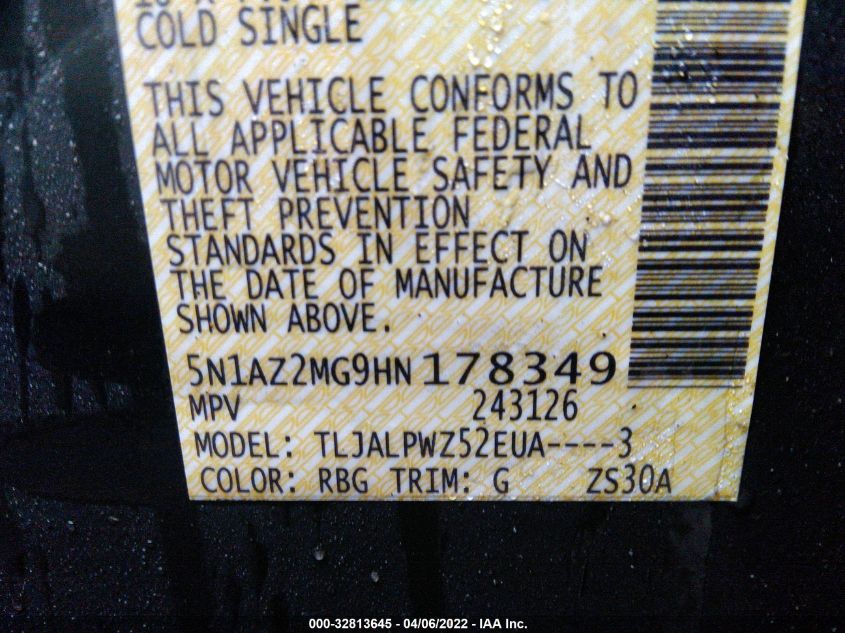 COLD SINGLE
THIS VEHICLE CONFORMS TO
ALL APPLICABLE FEDERAL
MOTOR VEHICLE SAFETY AND
THEFT PREVENTION
STANDARDS IN EFFECT ON
THE DATE OF MANUFACTURE
SHOWN ABOVE.
5N1AZ2MG9HN178349
MPV 243126
MODEL: TLJALPWZ52EUA----3
COLOR: RBG TRIM: G ZS30A
000-32813645 - 04/06/2022 - IAA Inc.